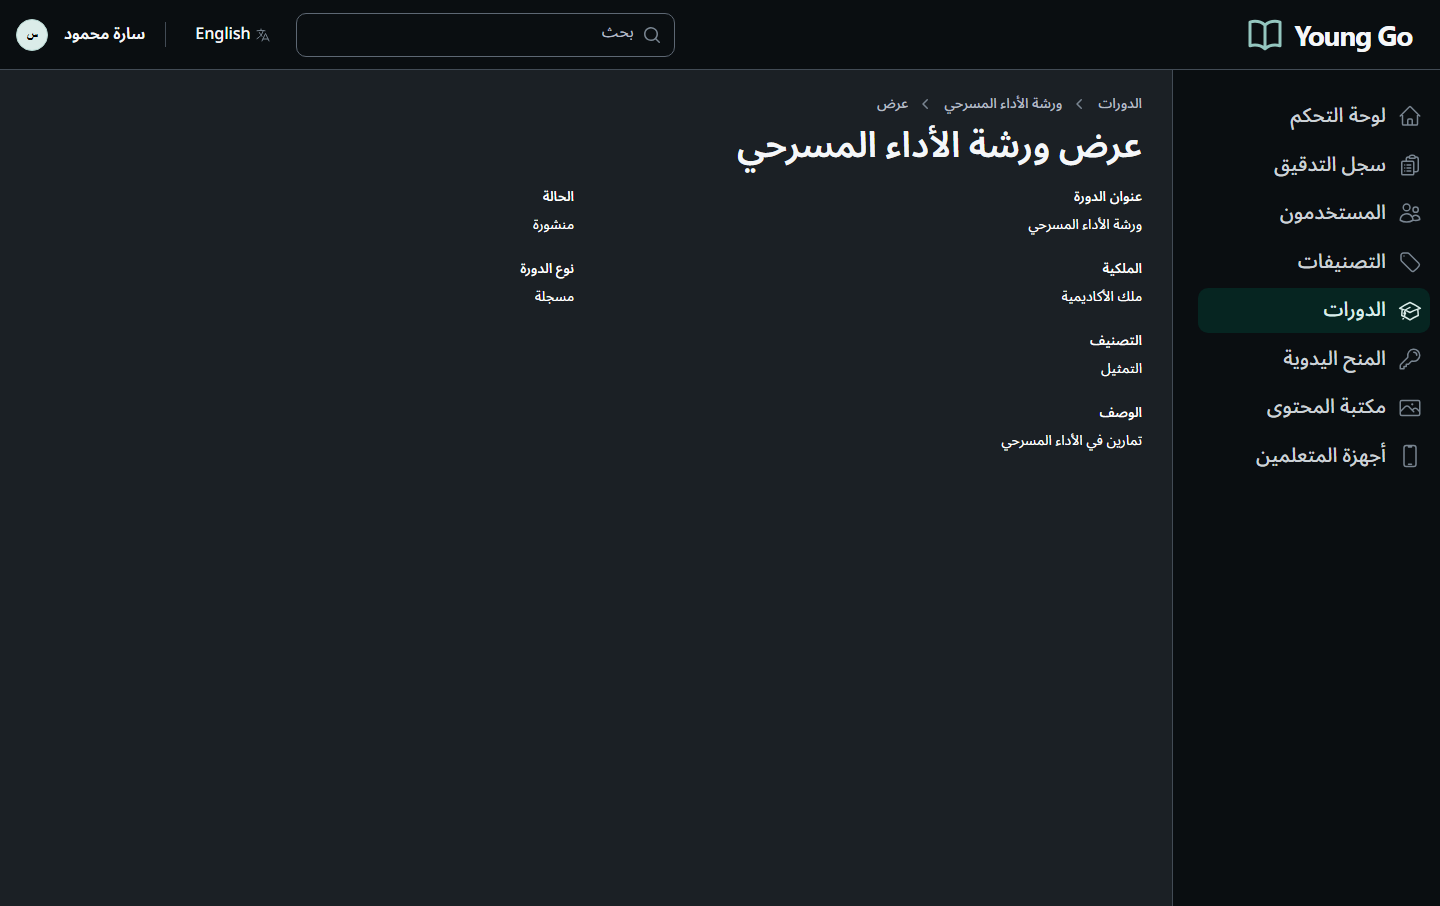 Young Go
بحث
English
سارة محمود
س
لوحة التحكم
سجل التدقيق
المستخدمون
التصنيفات
الدورات
المنح اليدوية
مكتبة المحتوى
أجهزة المتعلمين
الدورات
ورشة الأداء المسرحي
عرض
عرض ورشة الأداء المسرحي
عنوان الدورة
ورشة الأداء المسرحي
الحالة
منشورة
الملكية
ملك الأكاديمية
نوع الدورة
مسجلة
التصنيف
التمثيل
الوصف
تمارين في الأداء المسرحي